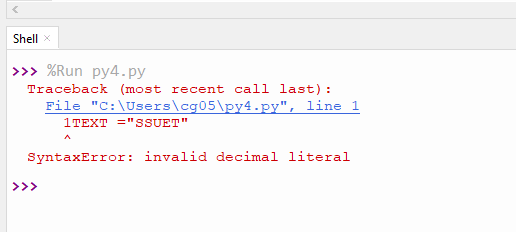 Shell ×
>>> %Run py4.py
Traceback (most recent call last):
File "C:\Users\cg05\py4.py", line 1
1TEXT ="SSUET"
^
SyntaxError: invalid decimal literal
>>>